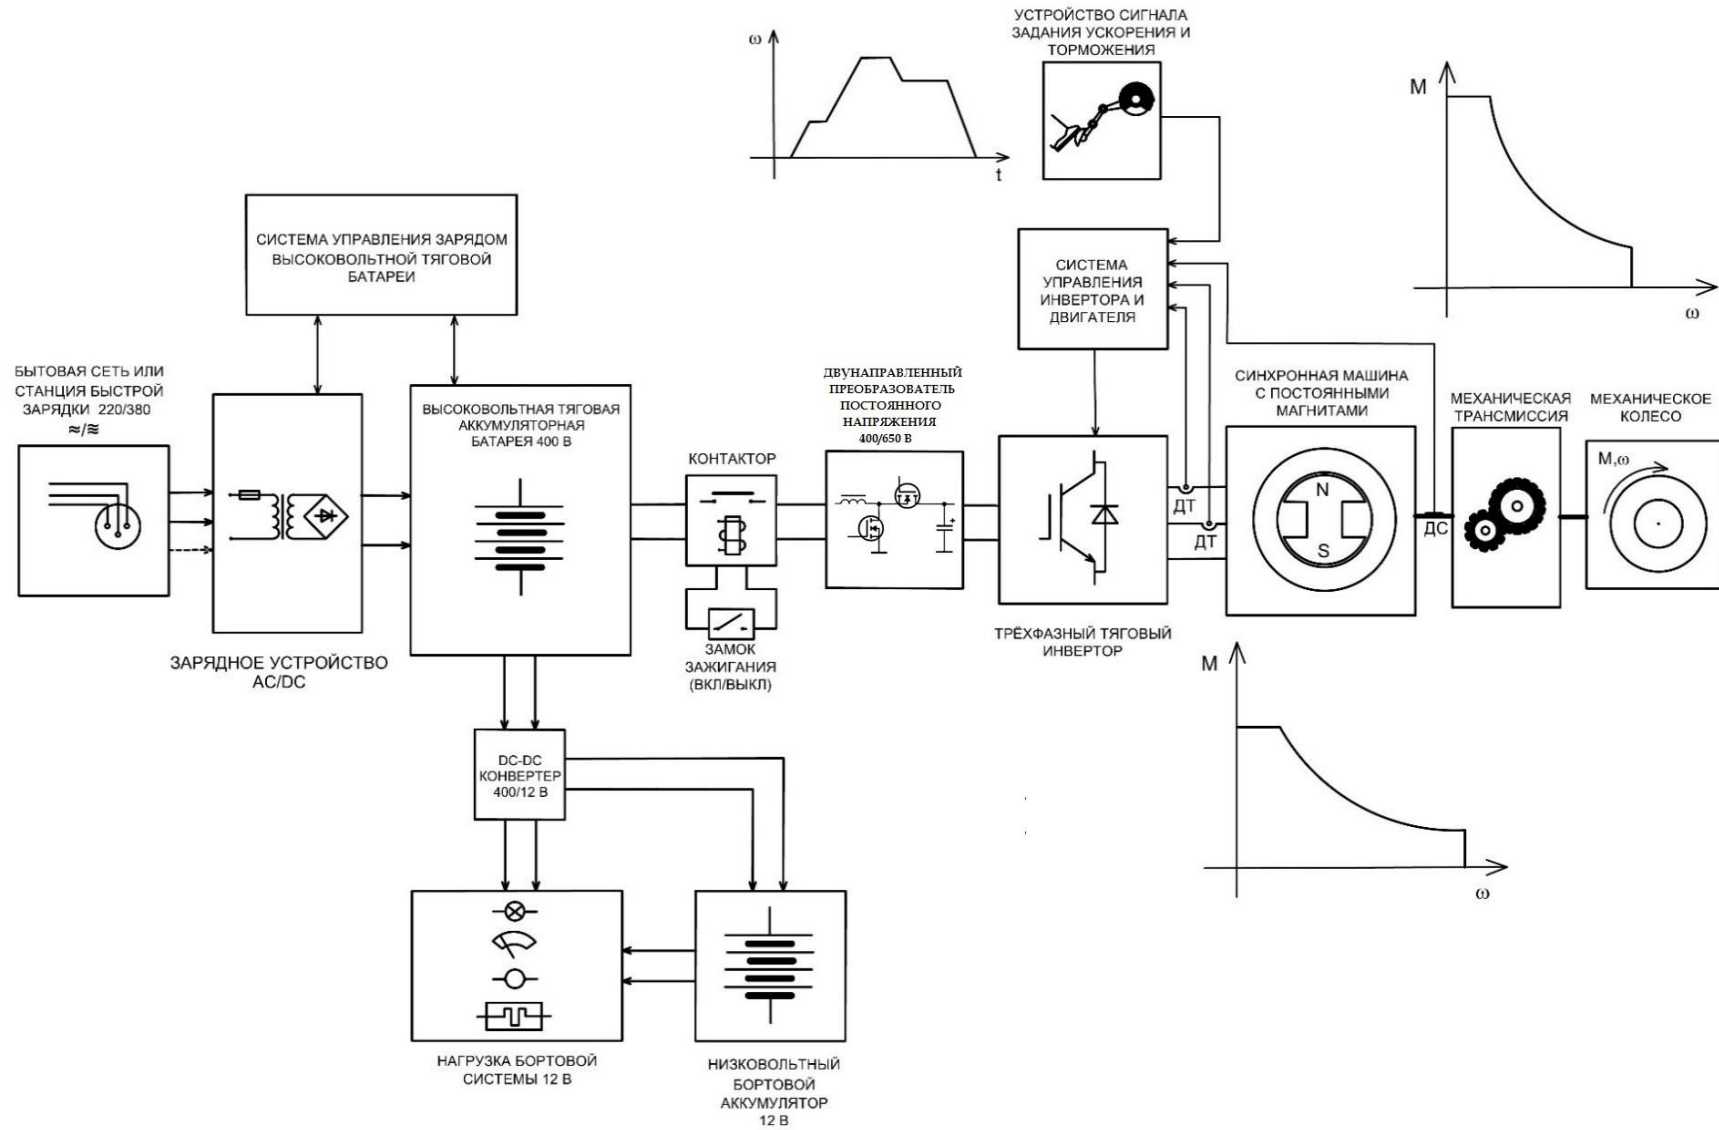 УСТРОЙСТВО СИГНАЛА
ЗАДАНИЯ УСКОРЕНИЯ И
ТОРМОЖЕНИЯ
ω
t
M
ω
СИСТЕМА УПРАВЛЕНИЯ ЗАРЯДОМ
ВЫСОКОВОЛЬТНОЙ ТЯГОВОЙ
БАТАРЕИ
СИСТЕМА
УПРАВЛЕНИЯ
ИНВЕРТОРА И
ДВИГАТЕЛЯ
БЫТОВАЯ СЕТЬ ИЛИ
СТАНЦИЯ БЫСТРОЙ
ЗАРЯДКИ 220/380
≈/≋
ВЫСОКОВОЛЬТНАЯ ТЯГОВАЯ
АККУМУЛЯТОРНАЯ
БАТАРЕЯ 400 В
КОНТАКТОР
ДВУНАПРАВЛЕННЫЙ
ПРЕОБРАЗОВАТЕЛЬ
ПОСТОЯННОГО
НАПРЯЖЕНИЯ
400/650 В
СИНХРОННАЯ МАШИНА
С ПОСТОЯННЫМИ
МАГНИТАМИ
МЕХАНИЧЕСКАЯ
ТРАНСМИССИЯ
МЕХАНИЧЕСКОЕ
КОЛЕСО
M,ω
N
S
+
ДТ
ДТ
ДС
ЗАРЯДНОЕ УСТРОЙСТВО
AC/DC
ЗАМОК
ЗАЖИГАНИЯ
(ВКЛ/ВЫКЛ)
ТРЁХФАЗНЫЙ ТЯГОВЫЙ
ИНВЕРТОР
M
ω
DC-DC
КОНВЕРТЕР
400/12 В
НАГРУЗКА БОРТОВОЙ
СИСТЕМЫ 12 В
НИЗКОВОЛЬТНЫЙ
БОРТОВОЙ
АККУМУЛЯТОР
12 В